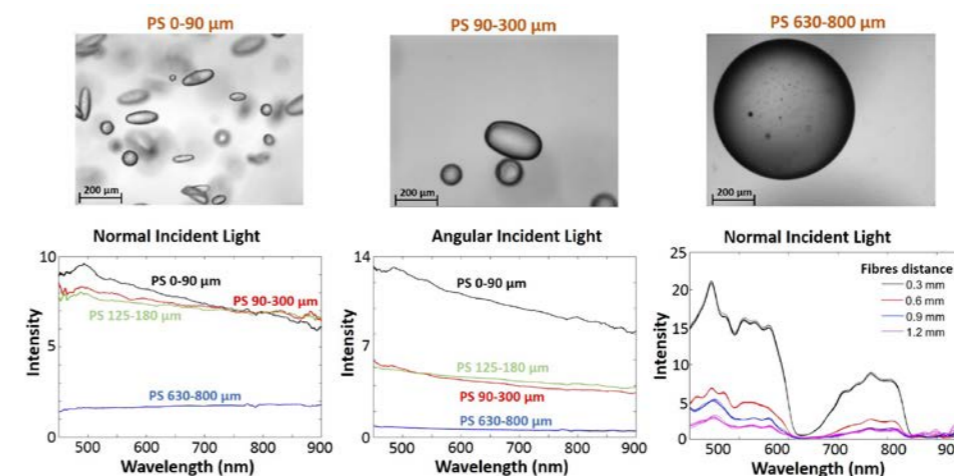 PS 0-90 µm
PS 90-300 µm
PS 630-800 µm
200 µm
200 µm
200 µm
Normal Incident Light
10
5
0
Intensity
PS 0-90 µm
PS 90-300 µm
PS 125-180 µm
PS 630-800 µm
500 600 700 800 900
Wavelength (nm)
Angular Incident Light
14
7
0
Intensity
PS 0-90 µm
PS 125-180 µm
PS 90-300 µm
PS 630-800 µm
500 600 700 800 900
Wavelength (nm)
Normal Incident Light
25
20
15
10
5
0
Intensity
Fibres distance
0.3 mm
0.6 mm
0.9 mm
1.2 mm
500 600 700 800 900
Wavelength (nm)